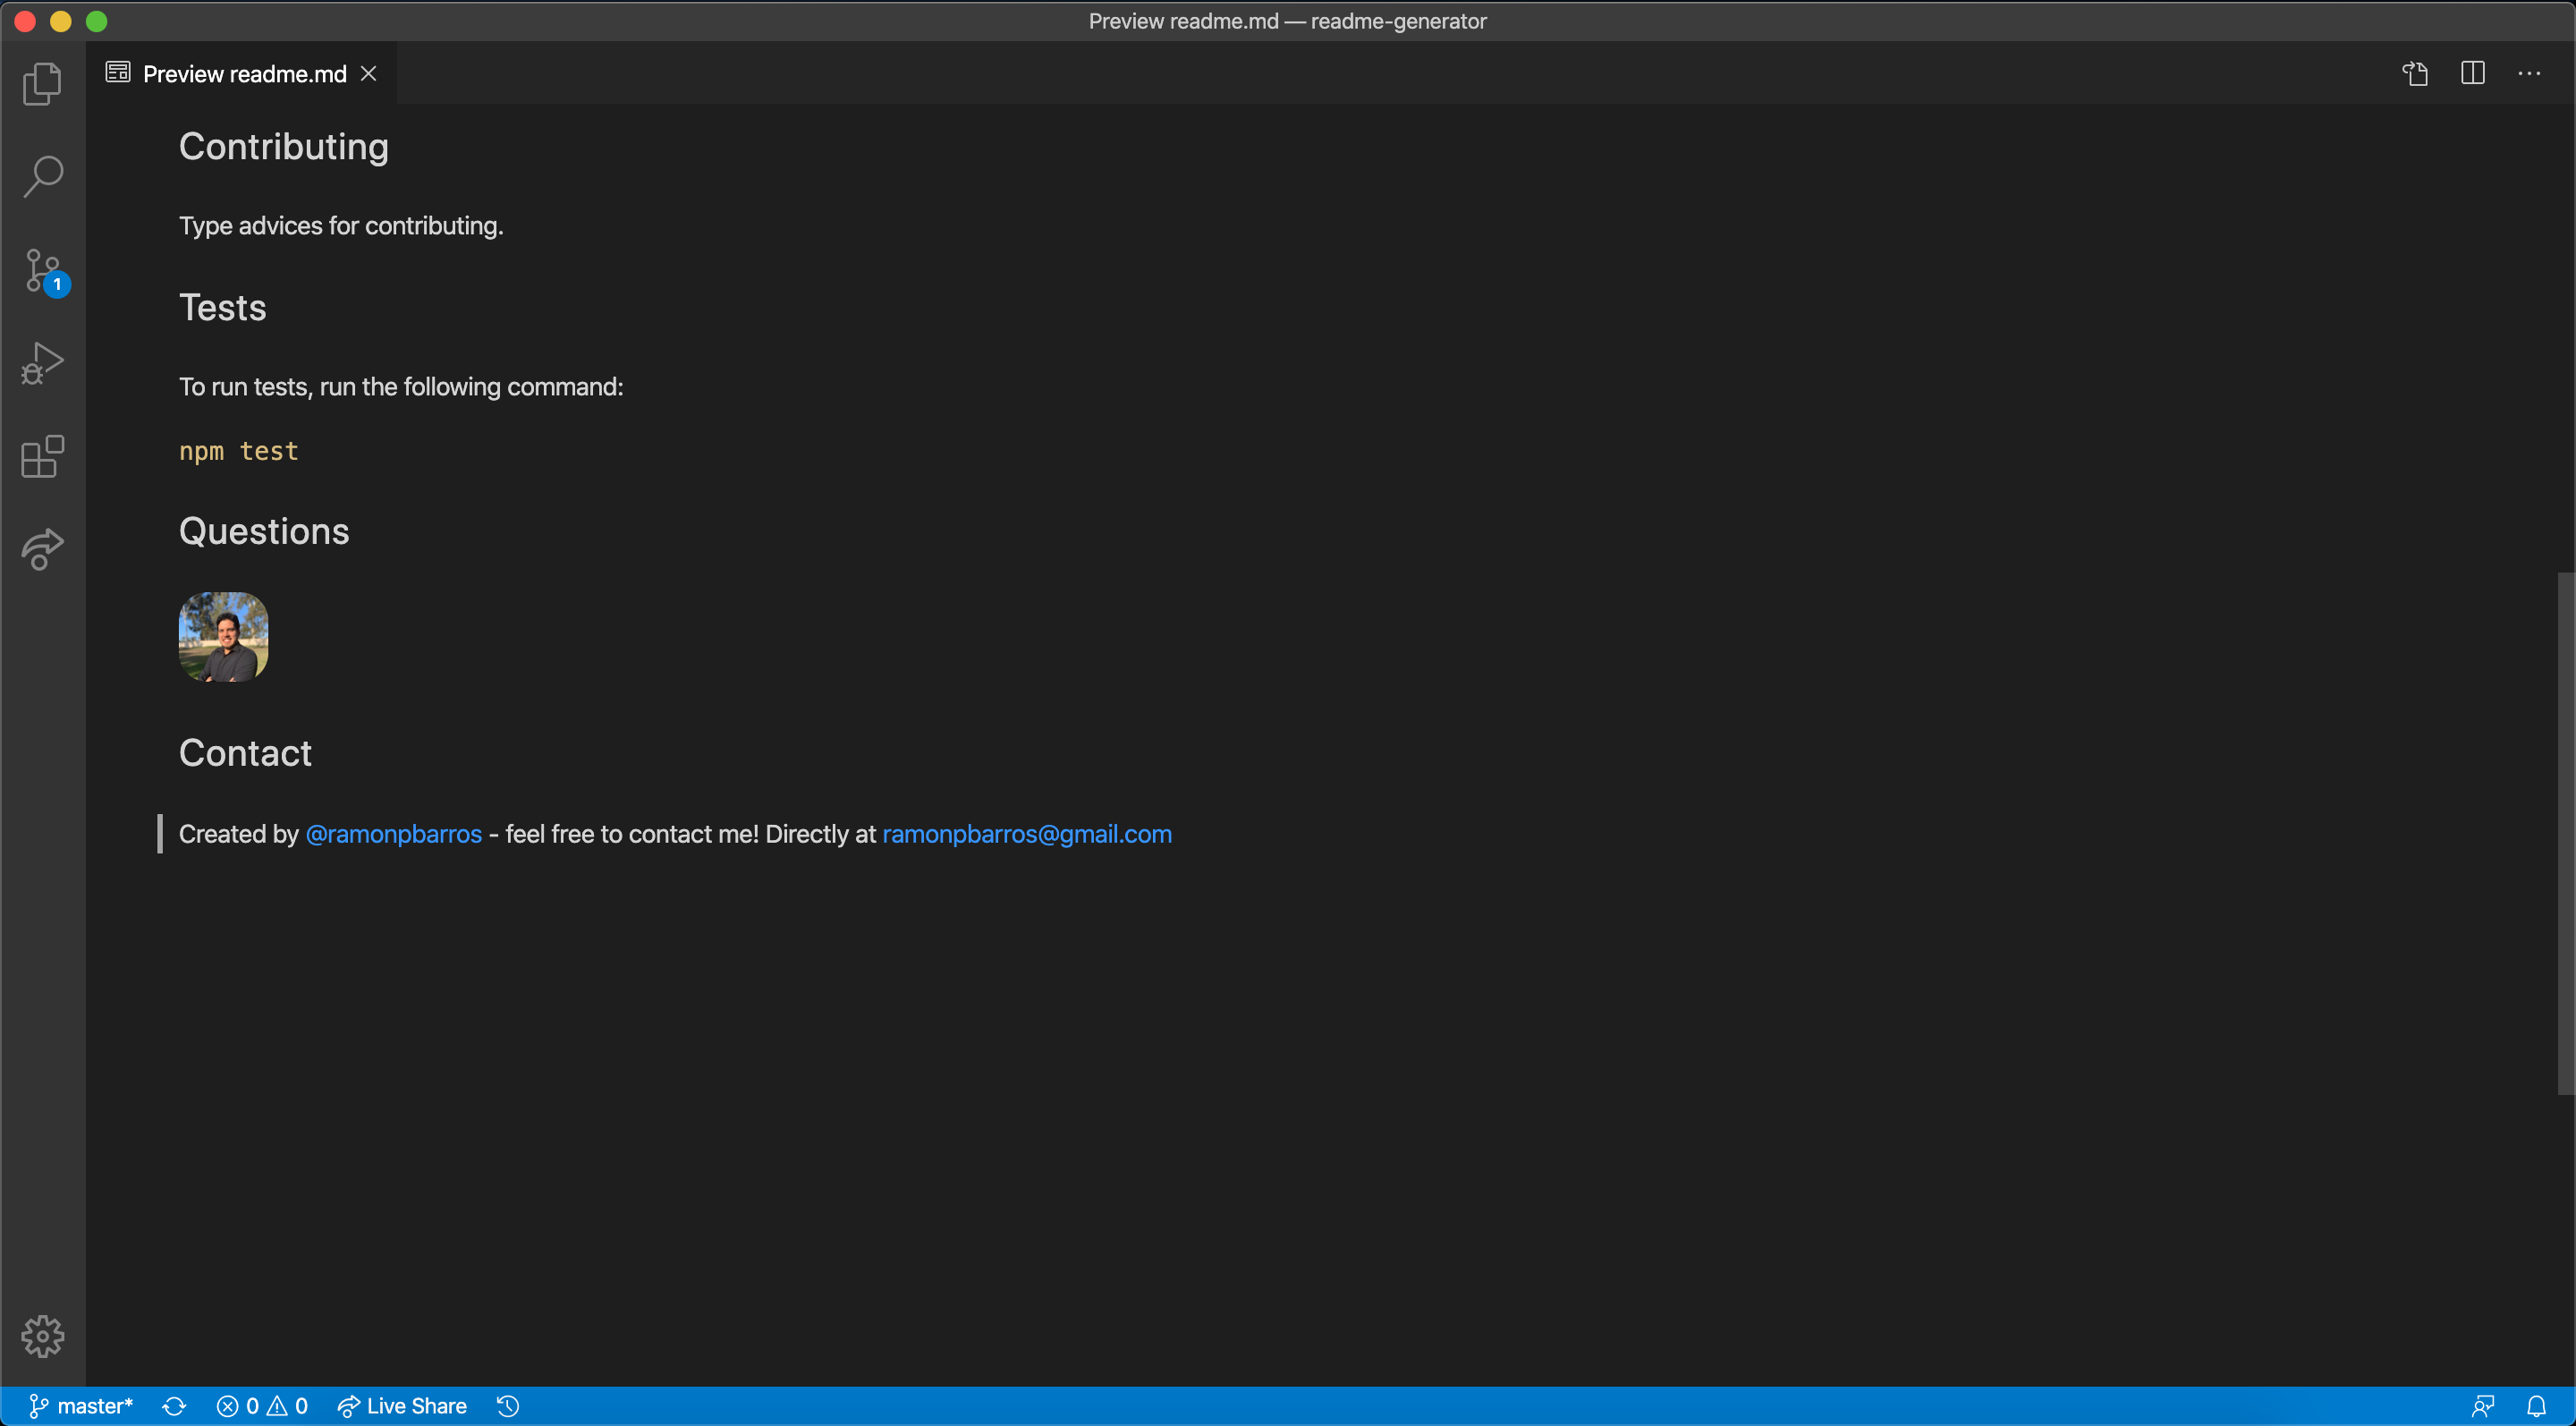 Preview readme.md — readme-generator
Preview readme.md
Contributing
Type advices for contributing.
1
Tests
To run tests, run the following command:
npm test
Questions
Contact
Created by @ramonpbarros - feel free to contact me! Directly at ramonpbarros@gmail.com
master* 0 0 Live Share